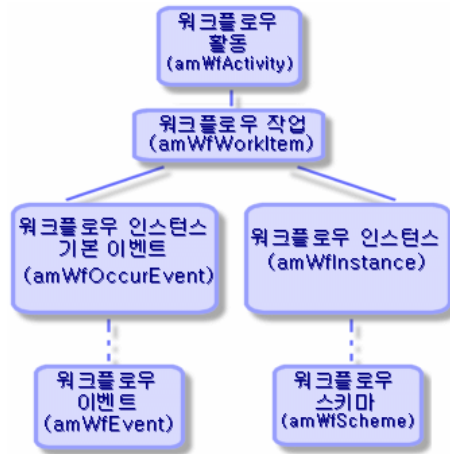 워크플로우
활동
(amWfActivity)
워크플로우 작업
(amWfWorkItem)
워크플로우 인스턴스
기본 이벤트
(amWfOccurEvent)
워크플로우 인스턴스
(amWfInstance)
워크플로우
이벤트
(amWfEvent)
워크플로우
스키마
(amWfScheme)